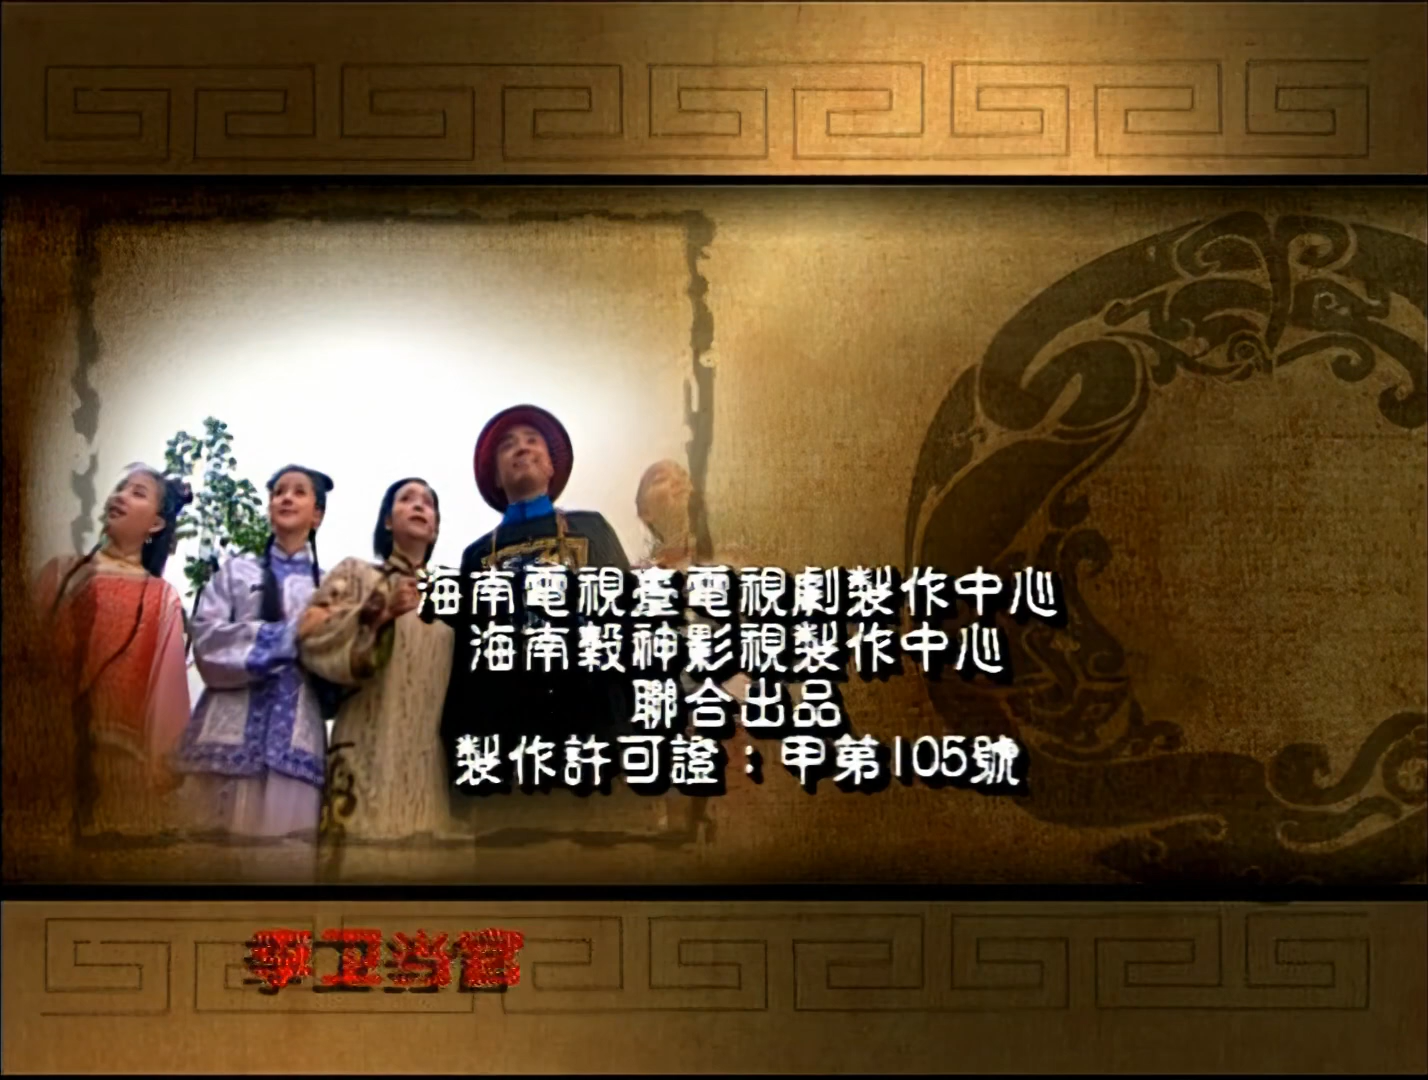 海南電視臺電視劇製作中心
海南穀神影視製作中心
聯合出品
製作許可證：甲第105號
李卫当官